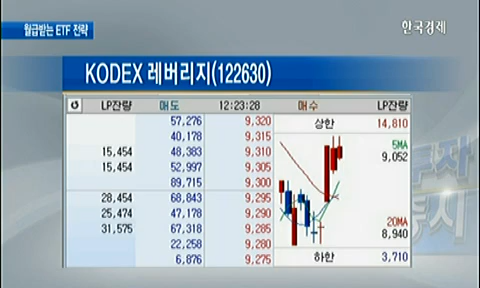 월급받는 ETF 전략
한국경제
KODEX 레버리지(122630)
LP잔량 매도 12:23:28 매수 LP잔량
57,276 9,320 상한 14,810
40,178 9,315 5MA
15,454 48,383 9,310 9,052
15,454 52,997 9,305
89,715 9,300
28,454 68,843 9,295
25,474 47,178 9,290 20MA
31,575 67,318 9,285 8,940
22,258 9,280
6,876 9,275 하한 3,710